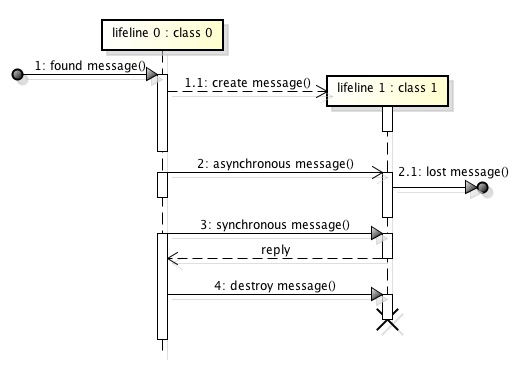 lifeline 0 : class 0
1: found message()
1.1: create message()
lifeline 1 : class 1
2: asynchronous message()
2.1: lost message()
3: synchronous message()
reply
4: destroy message()